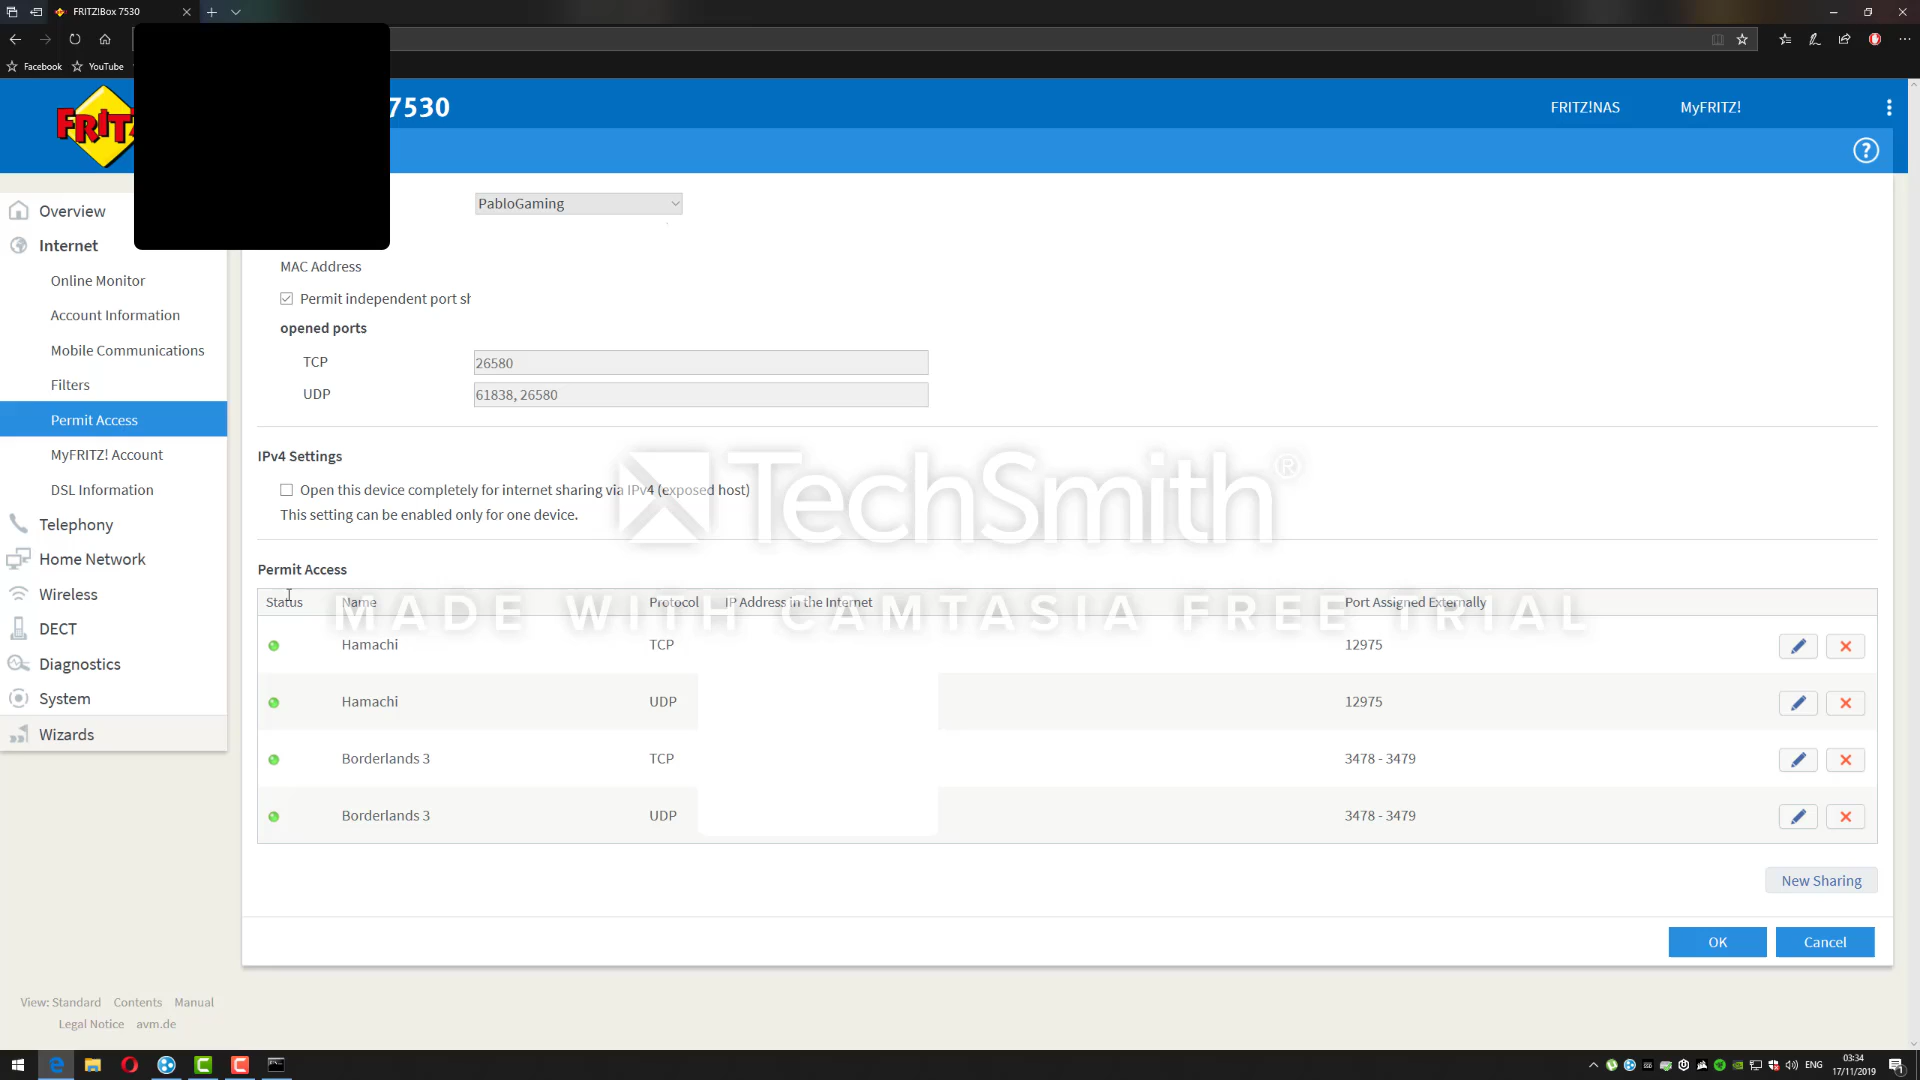 FRITZ!Box 7530
Facebook YouTube
FRITZ
7530
FRITZ!NAS MyFRITZ!
Overview
Internet
Online Monitor
Account Information
Mobile Communications
Filters
Permit Access
MyFRITZ! Account
DSL Information
Telephony
Home Network
Wireless
DECT
Diagnostics
System
Wizards
View: Standard Contents Manual
Legal Notice avm.de
PabloGaming
MAC Address
Permit independent port sh
opened ports
TCP 26580
UDP 61838, 26580
IPv4 Settings
Open this device completely for internet sharing via IPv4 (exposed host)
This setting can be enabled only for one device.
TechSmith®
MADE WITH CAMTASIA FREE TRIAL
Permit Access
Status Name Protocol IP Address in the Internet Port Assigned Externally
Hamachi TCP 12975
Hamachi UDP 12975
Borderlands 3 TCP 3478 - 3479
Borderlands 3 UDP 3478 - 3479
New Sharing
OK Cancel
ENG
03:34
17/11/2019